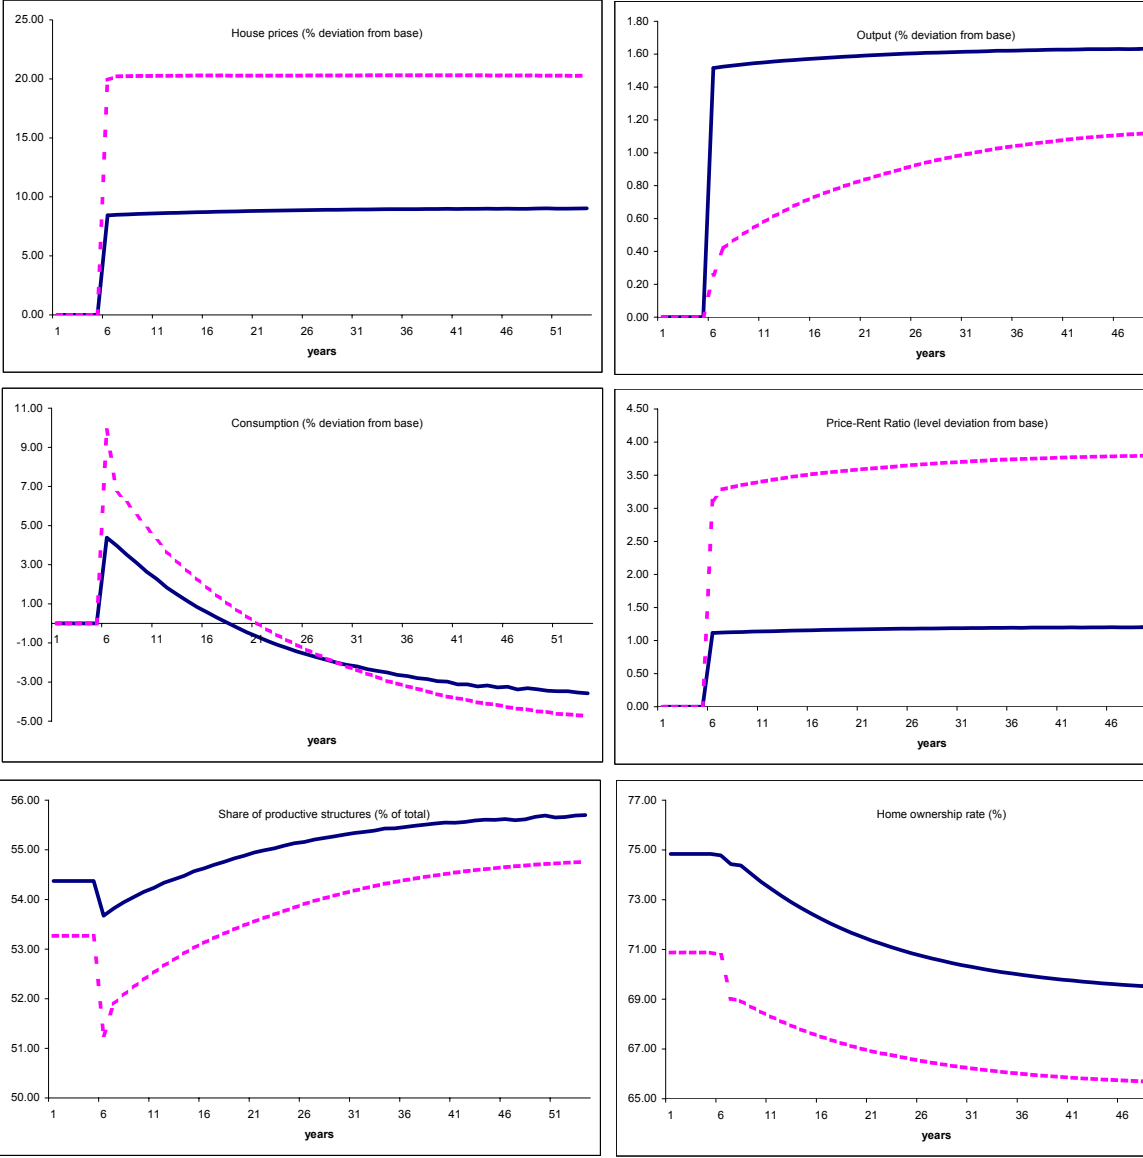 House prices (% deviation from base)
25.00
20.00
15.00
10.00
5.00
0.00
1 6 11 16 21 26 31 36 41 46 51
years
Output (% deviation from base)
1.80
1.60
1.40
1.20
1.00
0.80
0.60
0.40
0.20
0.00
1 6 11 16 21 26 31 36 41 46
years
Consumption (% deviation from base)
11.00
9.00
7.00
5.00
3.00
1.00
-1.00
-3.00
-5.00
1 6 11 16 21 26 31 36 41 46 51
years
Price-Rent Ratio (level deviation from base)
4.50
4.00
3.50
3.00
2.50
2.00
1.50
1.00
0.50
0.00
1 6 11 16 21 26 31 36 41 46
years
Share of productive structures (% of total)
56.00
55.00
54.00
53.00
52.00
51.00
50.00
1 6 11 16 21 26 31 36 41 46 51
years
Home ownership rate (%)
77.00
75.00
73.00
71.00
69.00
67.00
65.00
1 6 11 16 21 26 31 36 41 46
years